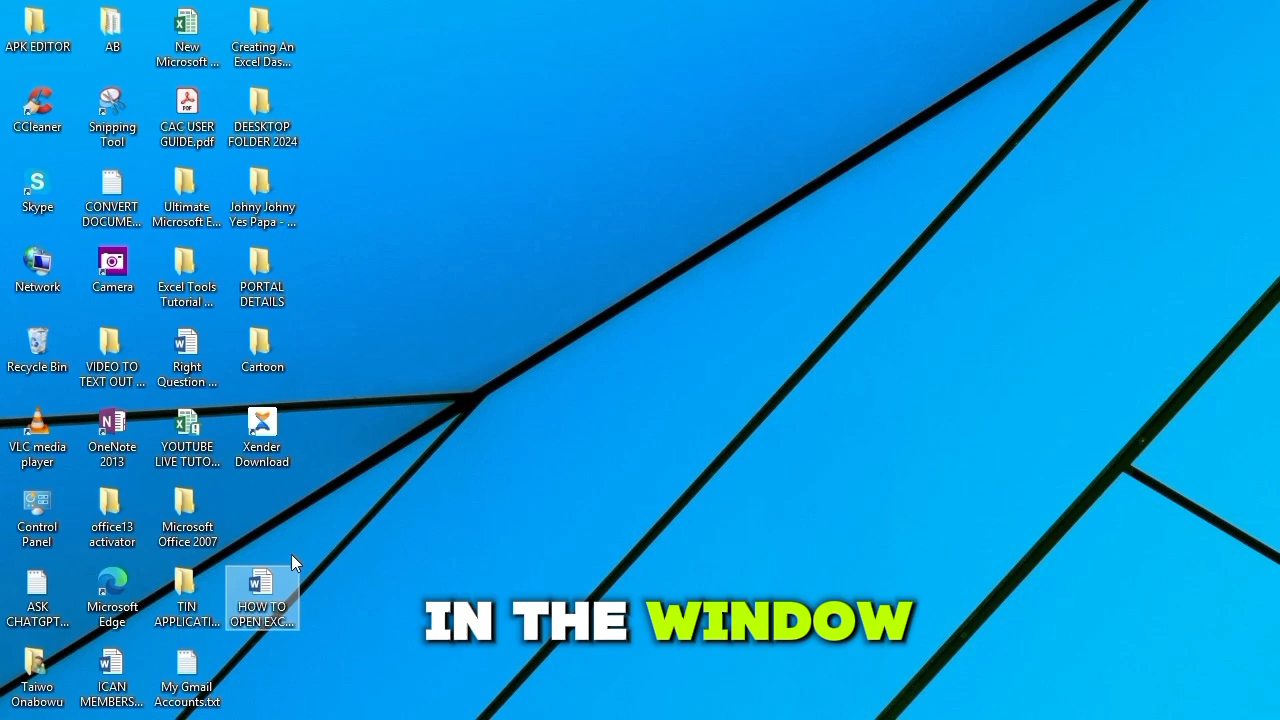 APK EDITOR
AB
New
Microsoft ...
Creating An
Excel Das...
CCleaner
Snipping
Tool
CAC USER
GUIDE.pdf
DEESKTOP
FOLDER 2024
Skype
CONVERT
DOCUME...
Ultimate
Microsoft E...
Johny Johny
Yes Papa - ...
Network
Camera
Excel Tools
Tutorial ...
PORTAL
DETAILS
Recycle Bin
VIDEO TO
TEXT OUT ...
Right
Question ...
Cartoon
VLC media
player
OneNote
2013
YOUTUBE
LIVE TUTO...
Xender
Download
Control
Panel
office13
activator
Microsoft
Office 2007
ASK
CHATGPT...
Microsoft
Edge
TIN
APPLICATI...
HOW TO
OPEN EXC...
Taiwo
Onabowu
ICAN
MEMBERS...
My Gmail
Accounts.txt
IN THE WINDOW